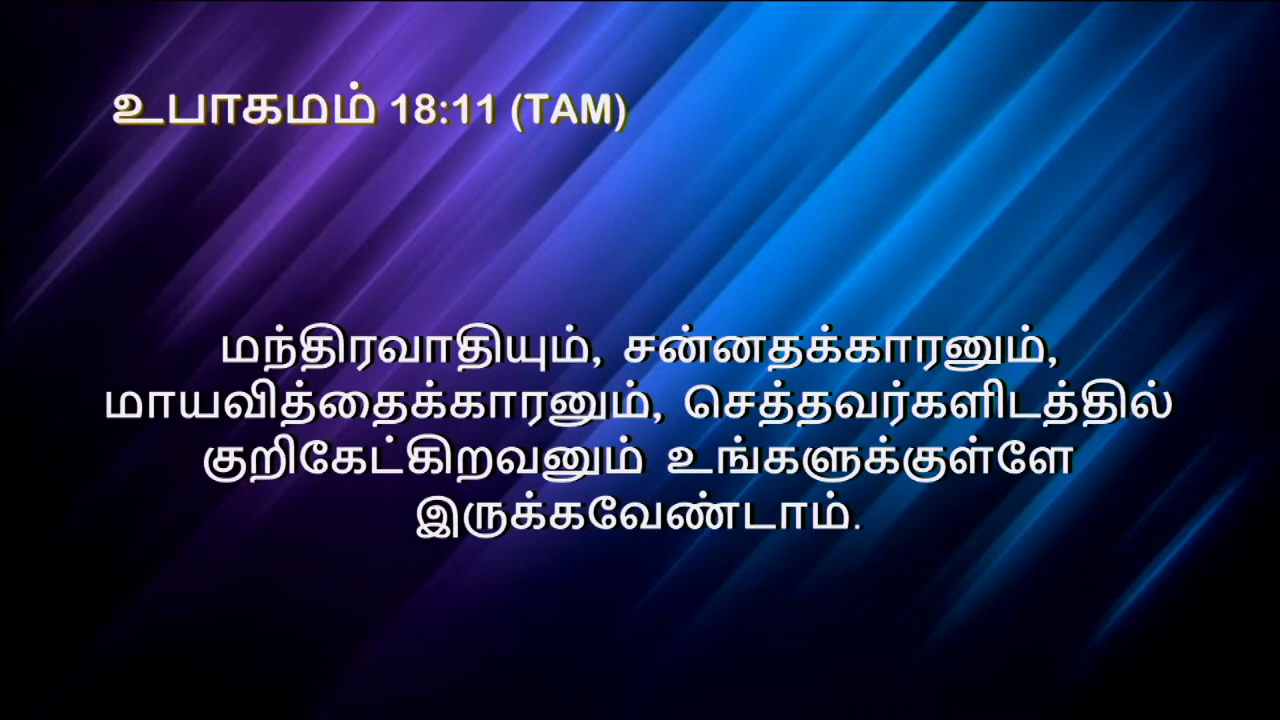 உபாகமம் 18:11 (TAM)
மந்திரவாதியும், சன்னதக்காரனும்,
மாயவித்தைக்காரனும், செத்தவர்களிடத்தில்
குறிகேட்கிறவனும் உங்களுக்குள்ளே
இருக்கவேண்டாம்.